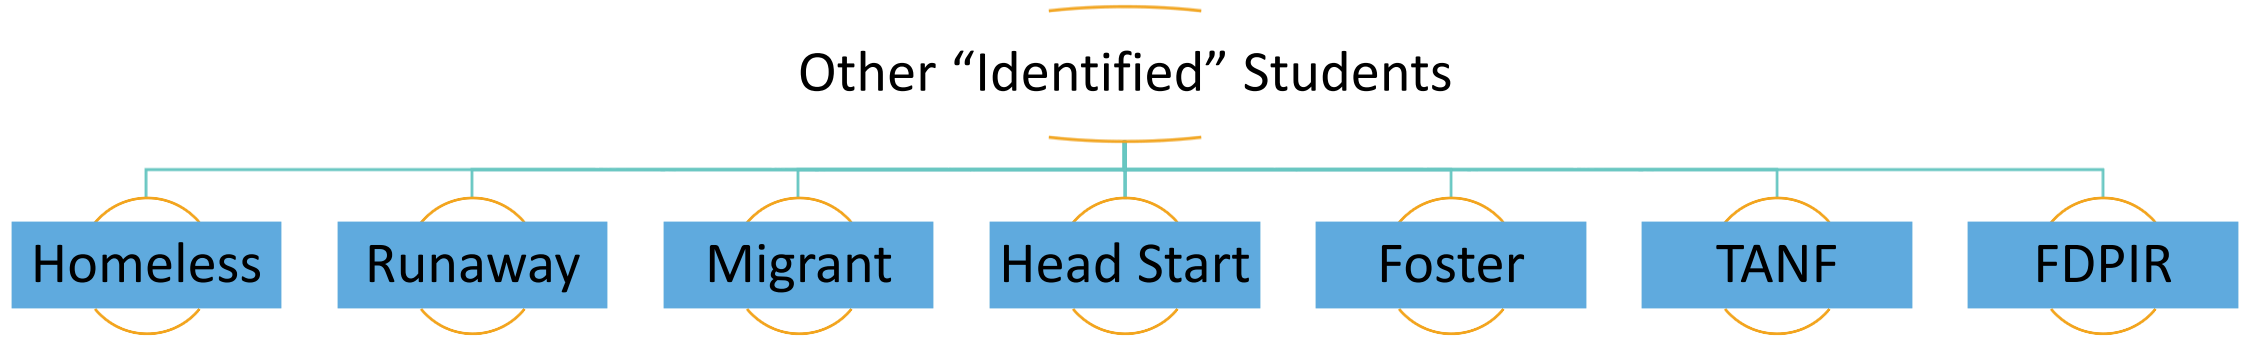 Other “Identified” Students
Homeless
Runaway
Migrant
Head Start
Foster
TANF
FDPIR